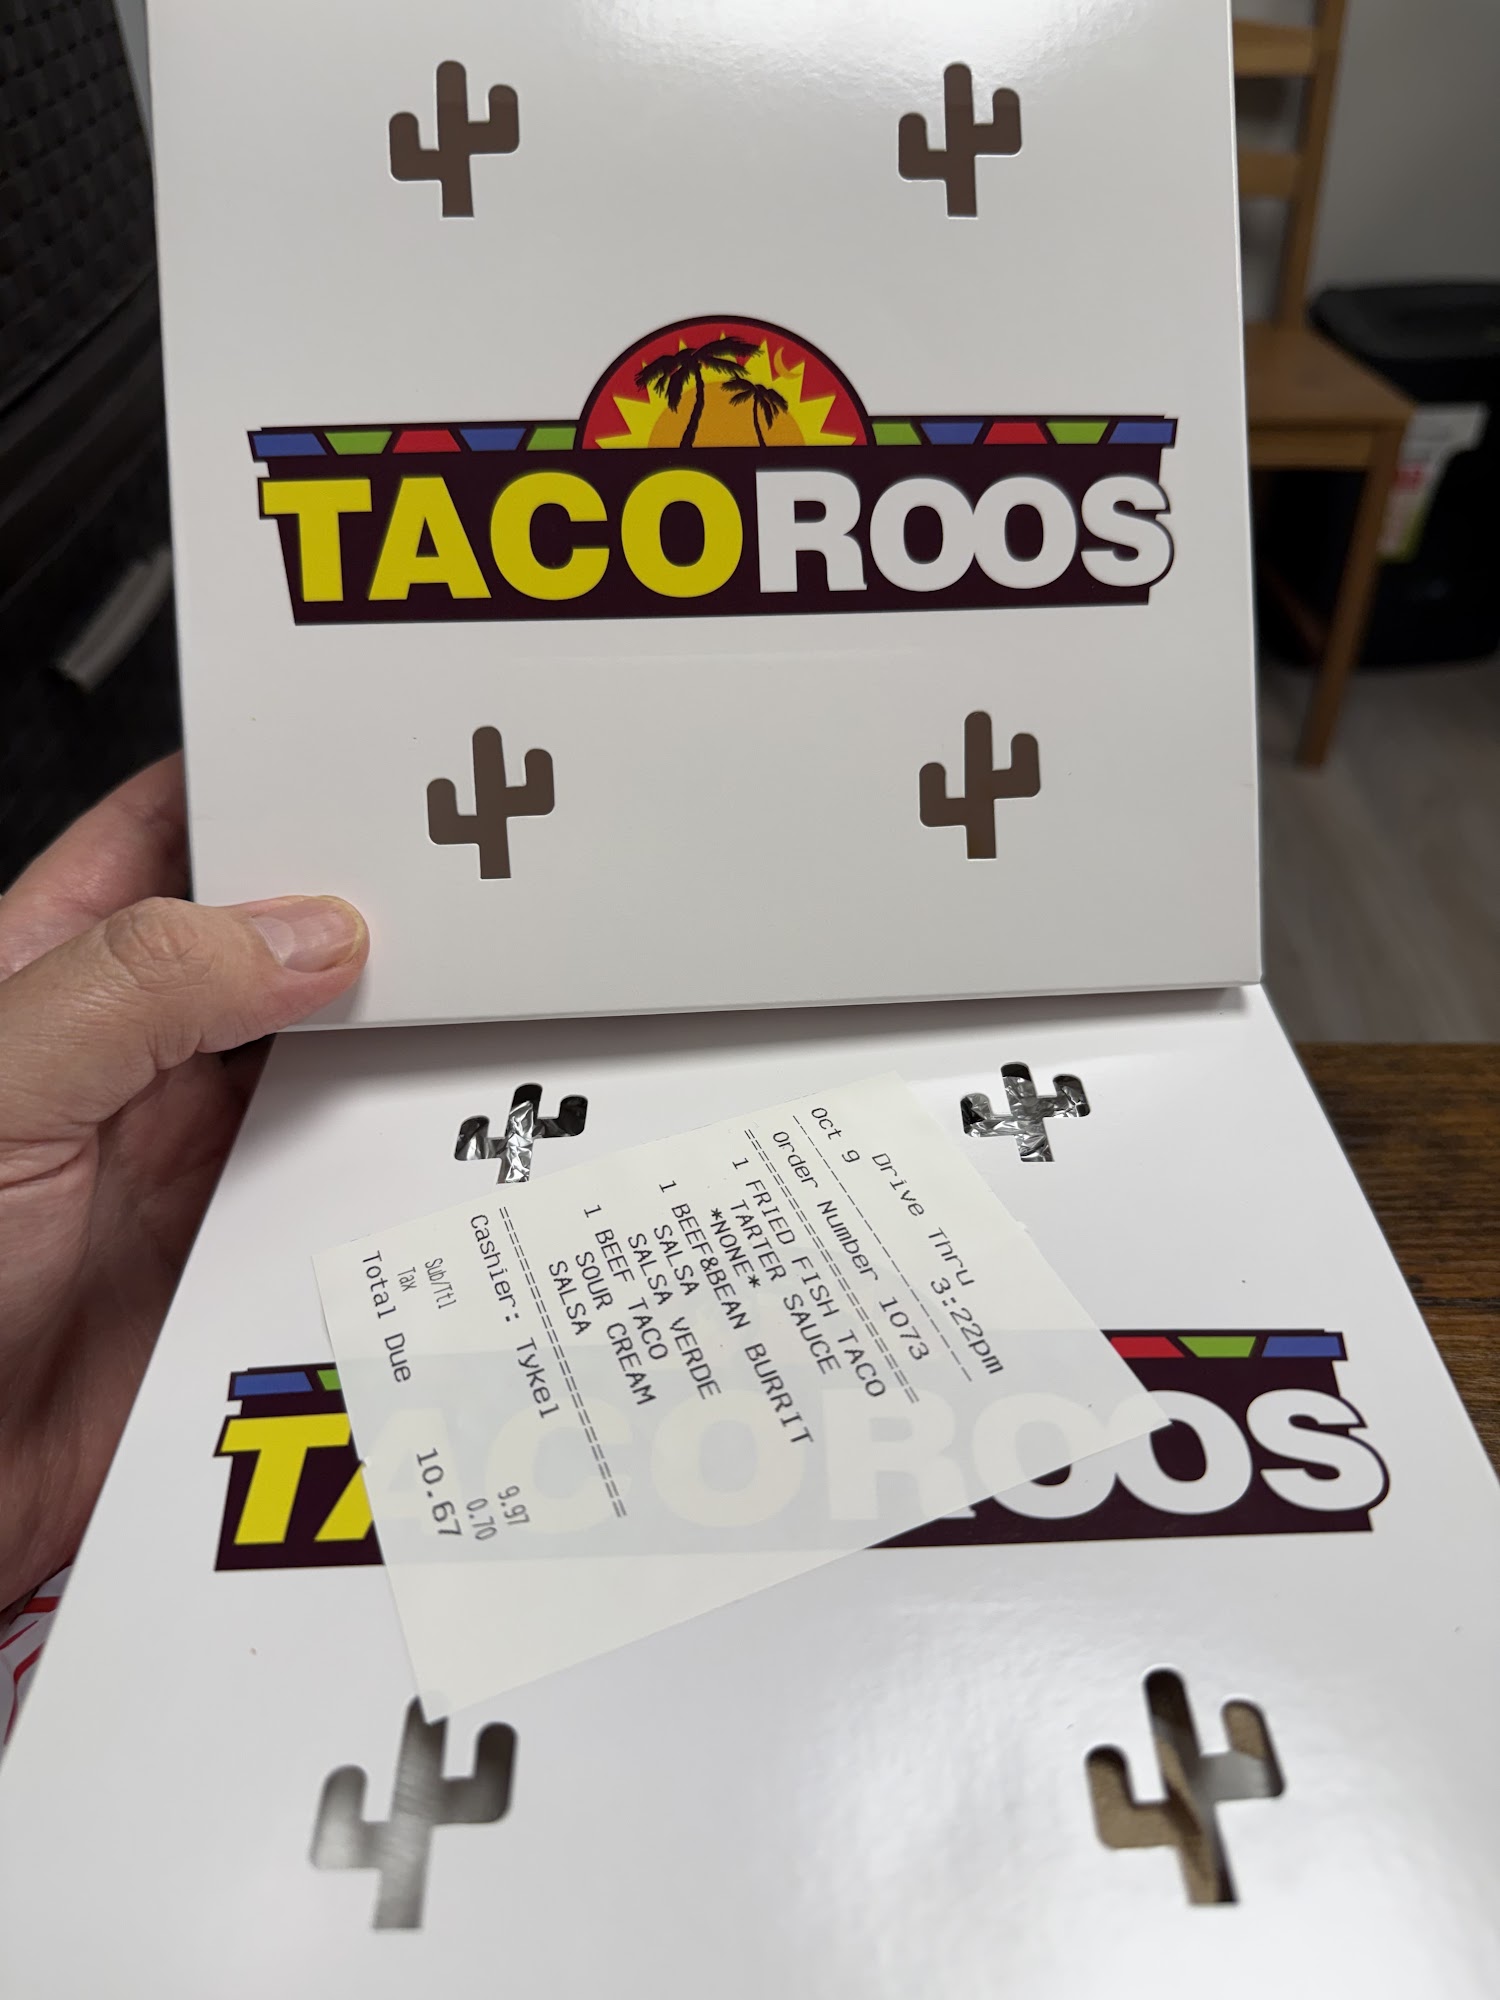 TACOROOS
Drive Thru
Oct 9 3:22pm
--------------------
Order Number 1073
======================
1 FRIED FISH TACO
TARTER SAUCE
*NONE*
1 BEEF&BEAN BURRIT
SALSA
SALSA VERDE
1 BEEF TACO
SOUR CREAM
SALSA
======================
Cashier: Tykel
Sub/Ttl 9.97
Tax 0.70
Total Due 10.67
TACOROOS